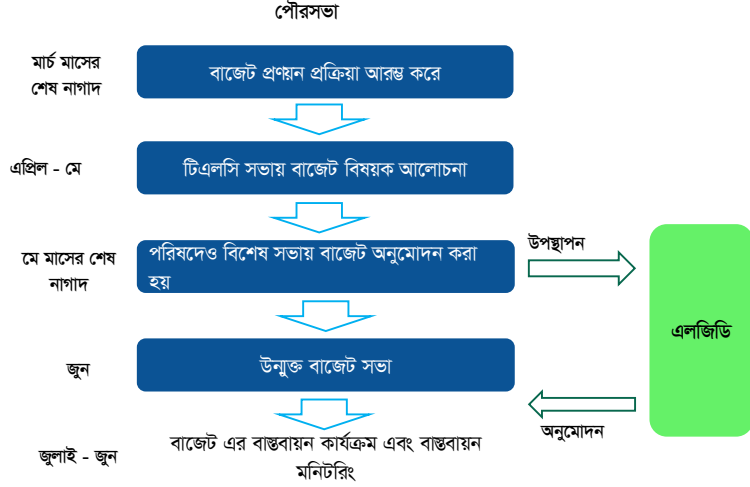 পৌরসভা
মার্চ মাসের
শেষ নাগাদ
বাজেট প্রণয়ন প্রক্রিয়া আরম্ভ করে
এপ্রিল - মে
টিএলসি সভায় বাজেট বিষয়ক আলোচনা
মে মাসের শেষ
নাগাদ
পরিষদেও বিশেষ সভায় বাজেট অনুমোদন করা
হয়
উপস্থাপন
এলজিডি
জুন
উন্মুক্ত বাজেট সভা
অনুমোদন
জুলাই - জুন
বাজেট এর বাস্তবায়ন কার্যক্রম এবং বাস্তবায়ন
মনিটরিং